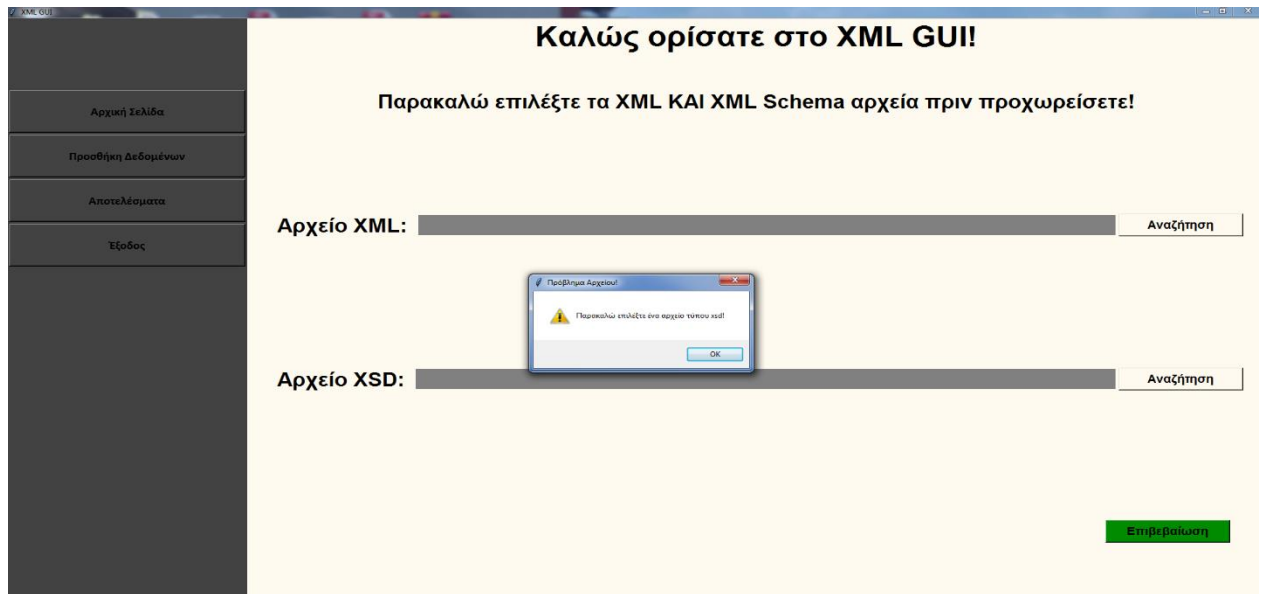 XML GUI
Καλώς ορίσατε στο XML GUI!
Παρακαλώ επιλέξτε τα XML ΚΑΙ XML Schema αρχεία πριν προχωρείσετε!
Αρχική Σελίδα
Προσθήκη Δεδομένων
Αποτελέσματα
Έξοδος
Αρχείο XML:
Αναζήτηση
Πρόβλημα Αρχείου!
Παρακαλώ επιλέξτε ένα αρχείο τύπου xsd!
OK
Αρχείο XSD:
Αναζήτηση
Επιβεβαίωση